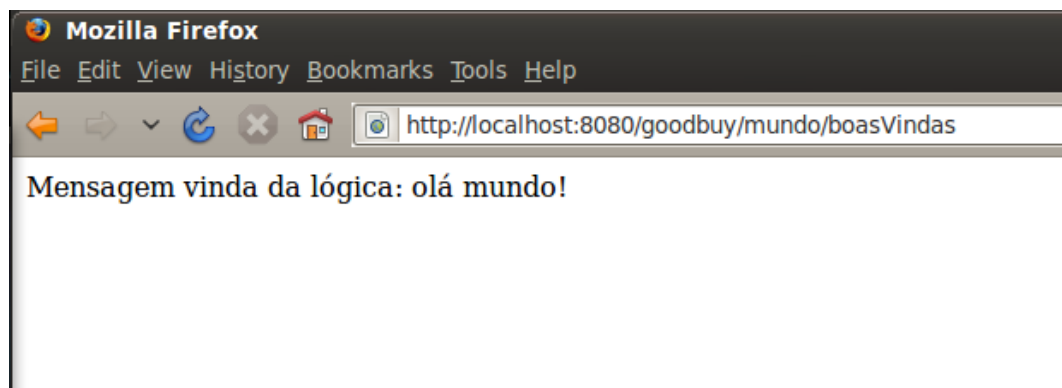 Mozilla Firefox
File Edit View History Bookmarks Tools Help
http://localhost:8080/goodbuy/mundo/boasVindas
Mensagem vinda da lógica: olá mundo!